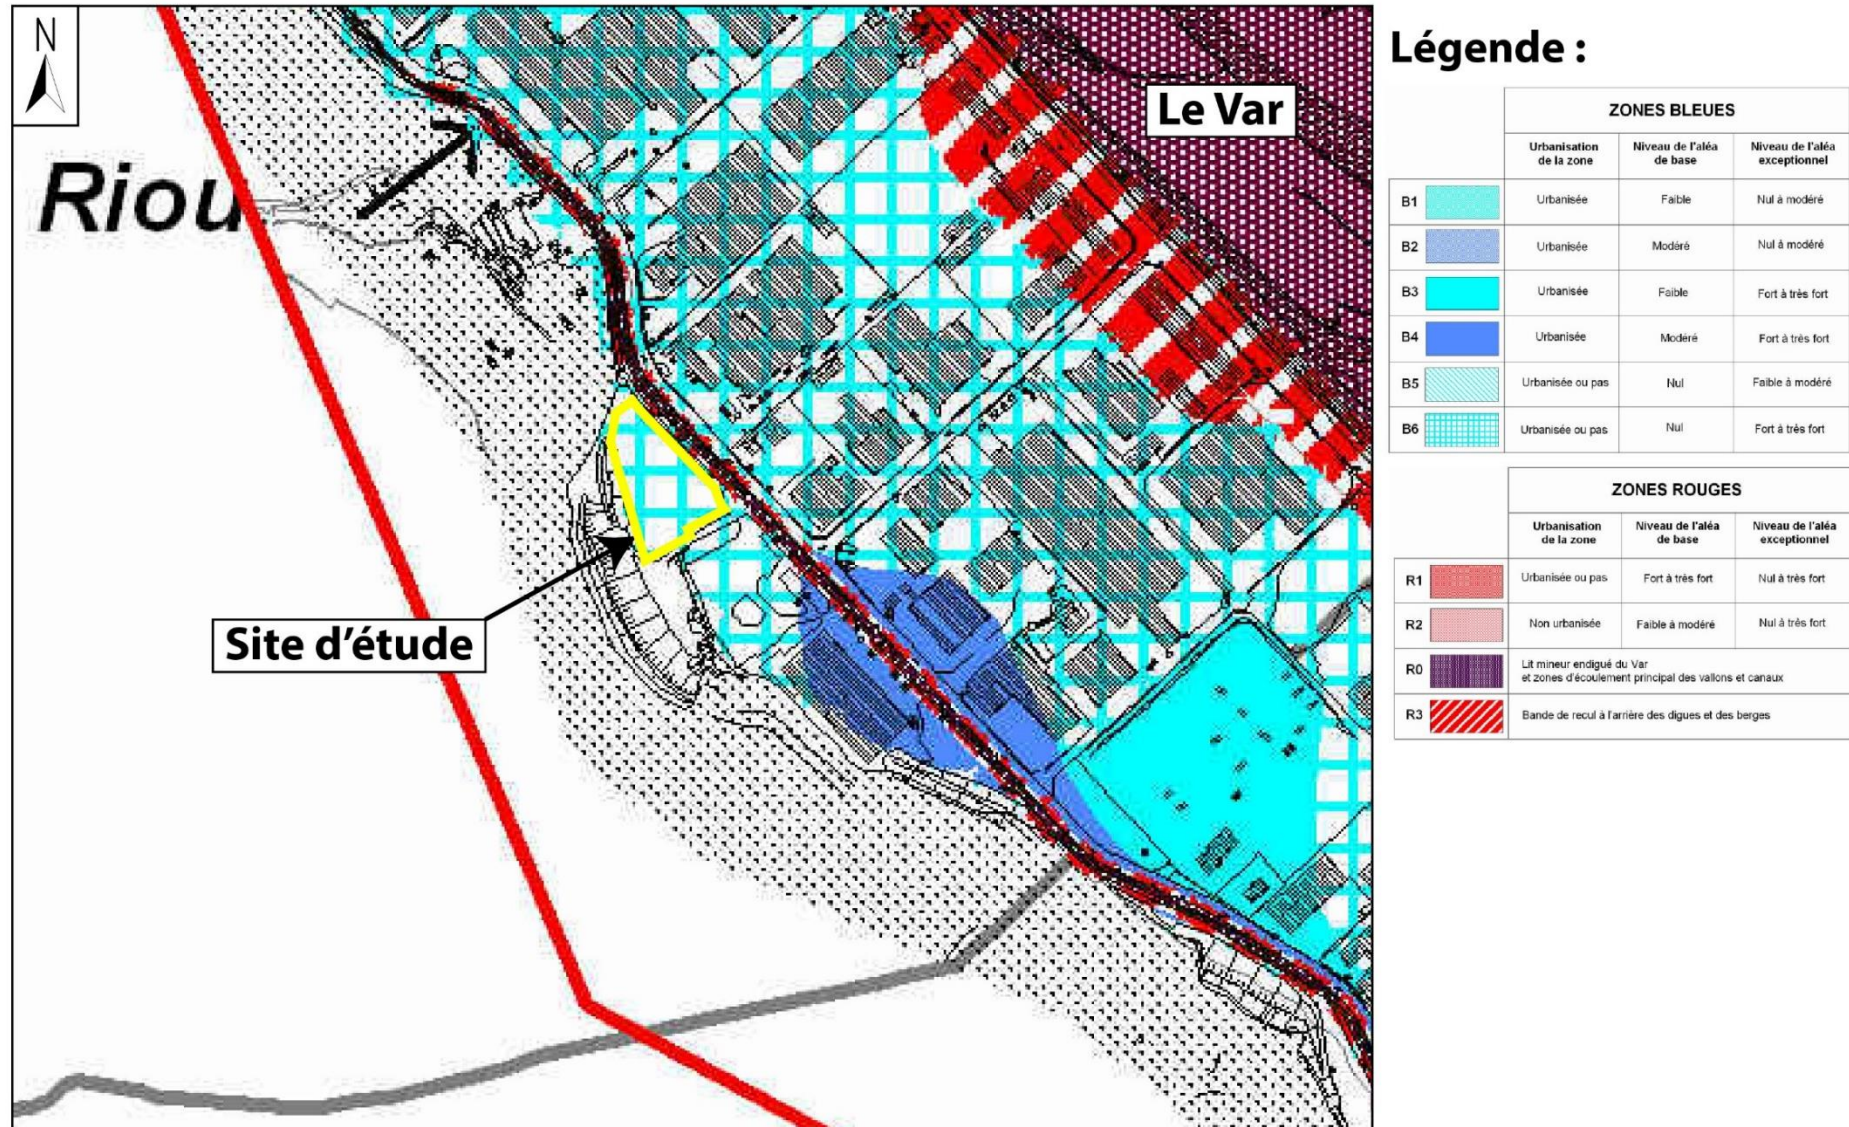 N
Riou
Le Var
Site d'étude
Légende :
ZONES BLEUES
Urbanisation de la zone
Niveau de l'aléa de base
Niveau de l'aléa exceptionnel
B1 Urbanisée Faible Nul à modéré
B2 Urbanisée Modéré Nul à modéré
B3 Urbanisée Faible Fort à très fort
B4 Urbanisée Modéré Fort à très fort
B5 Urbanisée ou pas Nul Faible à modéré
B6 Urbanisée ou pas Nul Fort à très fort
ZONES ROUGES
Urbanisation de la zone
Niveau de l'aléa de base
Niveau de l'aléa exceptionnel
R1 Urbanisée ou pas Fort à très fort Nul à très fort
R2 Non urbanisée Faible à modéré Nul à très fort
R0 Lit mineur endigué du Var
et zones d'écoulement principal des vallons et canaux
R3 Bande de recul à l'arrière des digues et des berges